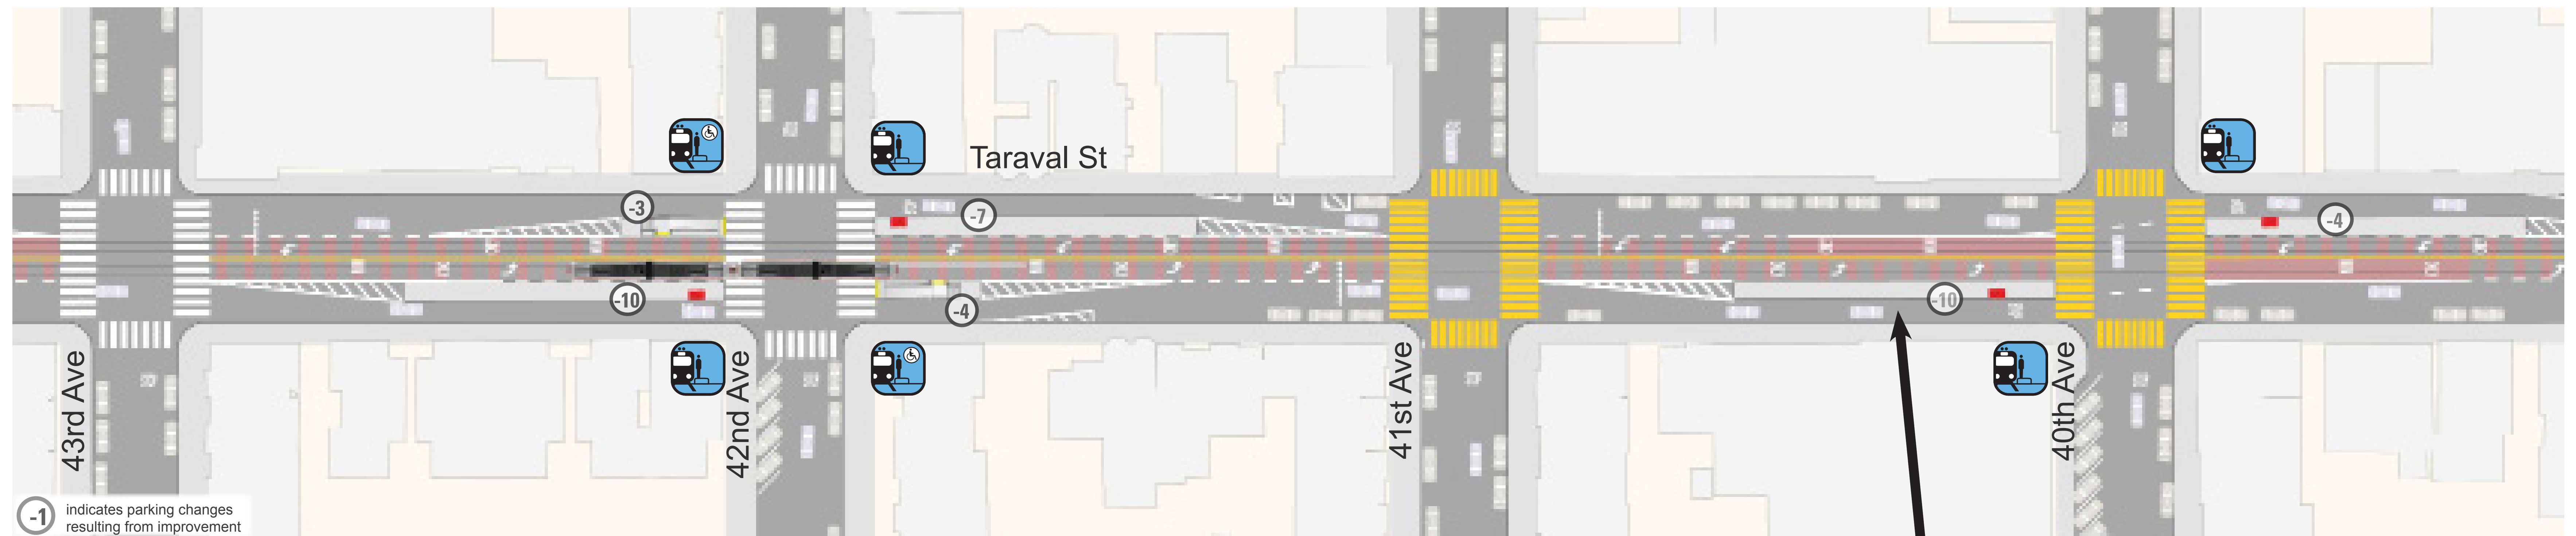 Taraval St
-3
-7
-4
-10
-4
-10
43rd Ave
42nd Ave
41st Ave
40th Ave
-1
indicates parking changes
resulting from improvement